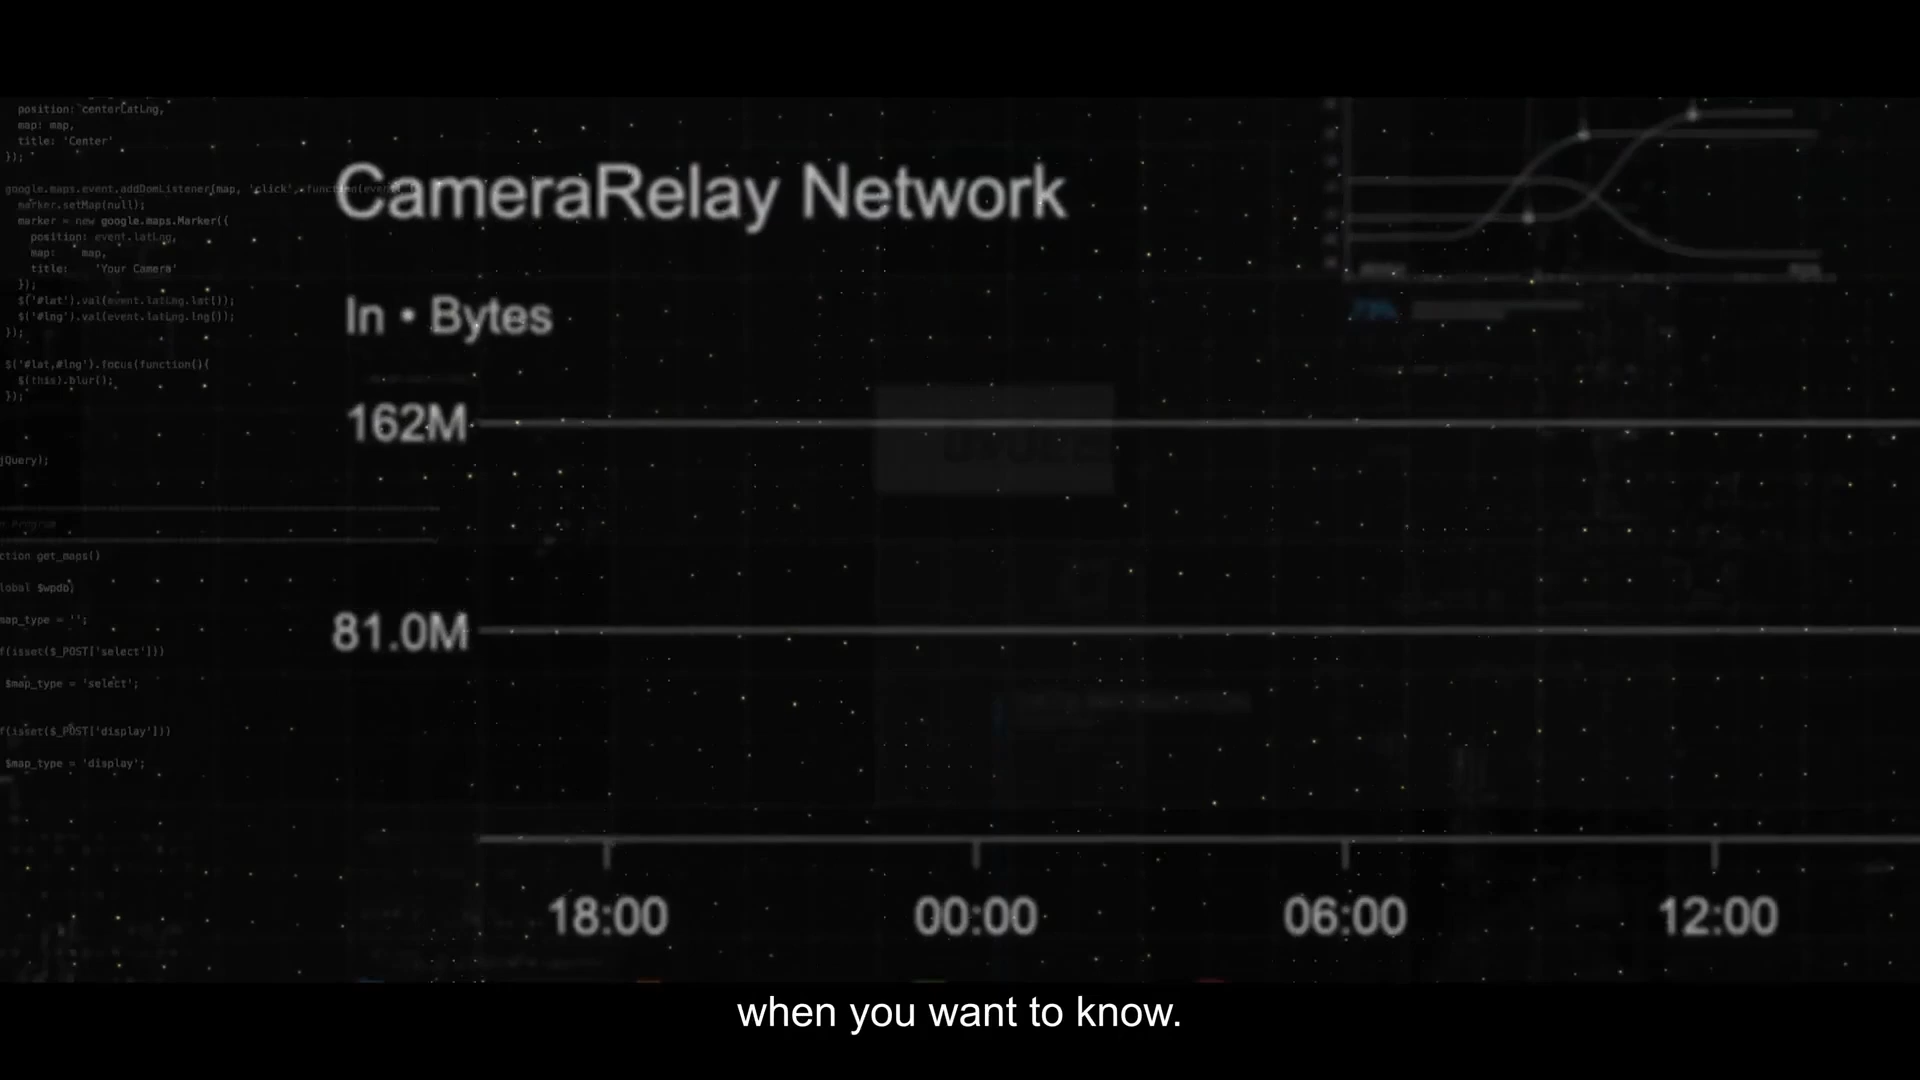 position: centerLatLng,
map: map,
title: 'Center'
});
google.maps.event.addDomListener(map, 'click', function(event) {
marker.setMap(null);
marker = new google.maps.Marker({
position: event.latLng,
map: map,
title: 'Your Camera'
});
$('#lat').val(event.latLng.lat());
$('#lng').val(event.latLng.lng());
});
$('#lat,#lng').focus(function(){
$(this).blur();
});
jQuery);
Program
ction get_maps()
lobal $wpdb;
map_type = '';
f(isset($_POST['select']))
$map_type = 'select';
f(isset($_POST['display']))
$map_type = 'display';
CameraRelay Network
In • Bytes
162M
81.0M
18:00
00:00
06:00
12:00
when you want to know.